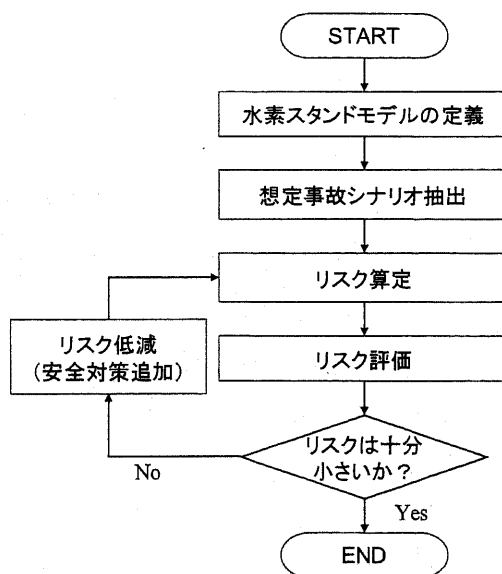 START
水素スタンドモデルの定義
想定事故シナリオ抽出
リスク算定
リスク低減
(安全対策追加)
リスク評価
リスクは十分
小さいか?
No
Yes
END